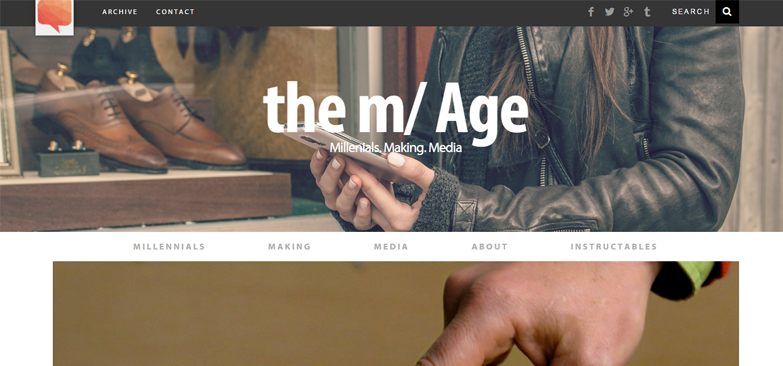 ARCHIVE CONTACT SEARCH
the m/ Age
Millenials. Making. Media
MILLENNIALS MAKING MEDIA ABOUT INSTRUCTABLES